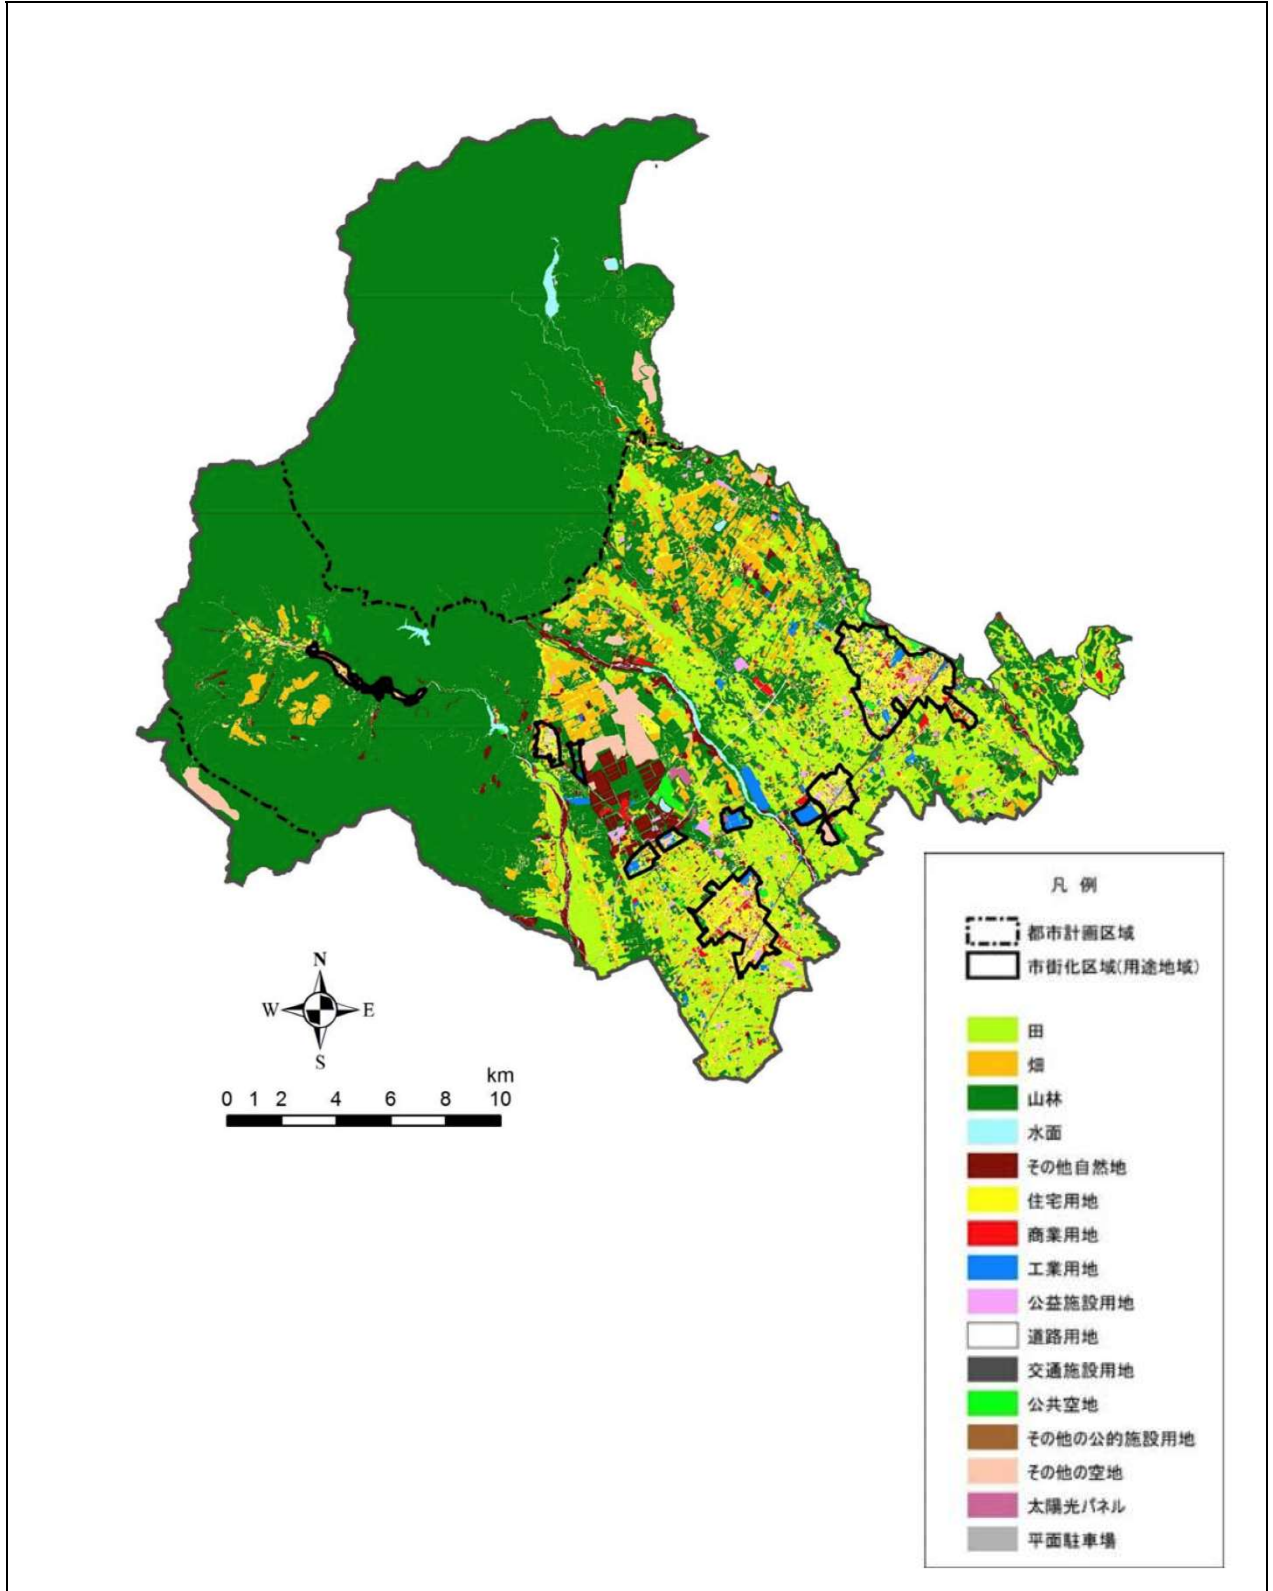 N
W E
S
km
0 1 2 4 6 8 10
凡 例
都市計画区域
市街化区域(用途地域)
田
畑
山林
水面
その他自然地
住宅用地
商業用地
工業用地
公益施設用地
道路用地
交通施設用地
公共空地
その他の公的施設用地
その他の空地
太陽光パネル
平面駐車場